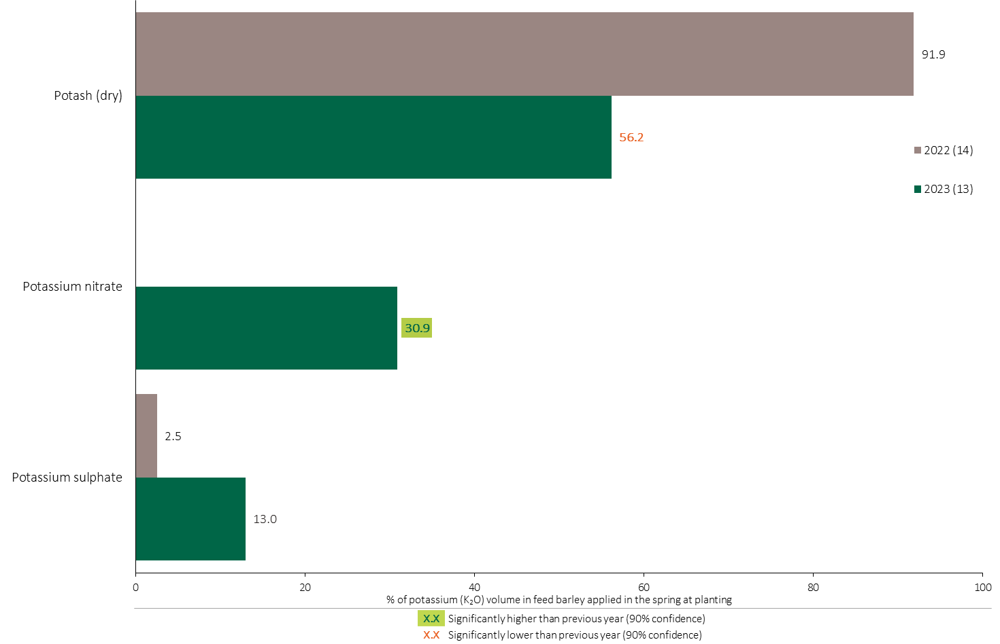 91.9
Potash (dry)
56.2
2022 (14)
2023 (13)
Potassium nitrate
30.9
2.5
Potassium sulphate
13.0
0 20 40 60 80 100
% of potassium (K₂O) volume in feed barley applied in the spring at planting
X.X Significantly higher than previous year (90% confidence)
X.X Significantly lower than previous year (90% confidence)